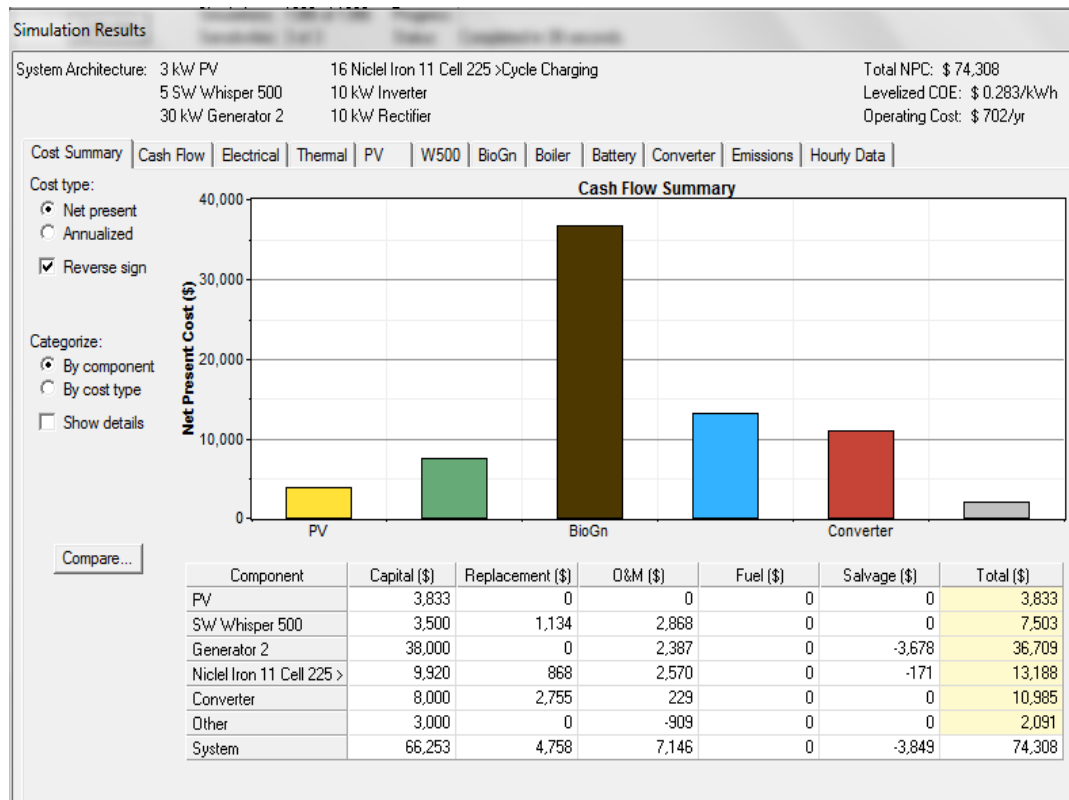 Simulation Results
System Architecture: 3 kW PV 16 Niclel Iron 11 Cell 225 >Cycle Charging Total NPC: $ 74,308
5 SW Whisper 500 10 kW Inverter Levelized COE: $ 0.283/kWh
30 kW Generator 2 10 kW Rectifier Operating Cost: $ 702/yr
Cost Summary Cash Flow Electrical Thermal PV W500 BioGn Boiler Battery Converter Emissions Hourly Data
Cost type:
Net present
Annualized
Reverse sign
Categorize:
By component
By cost type
Show details
Compare...
Cash Flow Summary
Net Present Cost ($)
40,000
30,000
20,000
10,000
0
PV BioGn Converter
Component Capital ($) Replacement ($) O&M ($) Fuel ($) Salvage ($) Total ($)
PV 3,833 0 0 0 0 3,833
SW Whisper 500 3,500 1,134 2,868 0 0 7,503
Generator 2 38,000 0 2,387 0 -3,678 36,709
Niclel Iron 11 Cell 225 > 9,920 868 2,570 0 -171 13,188
Converter 8,000 2,755 229 0 0 10,985
Other 3,000 0 -909 0 0 2,091
System 66,253 4,758 7,146 0 -3,849 74,308